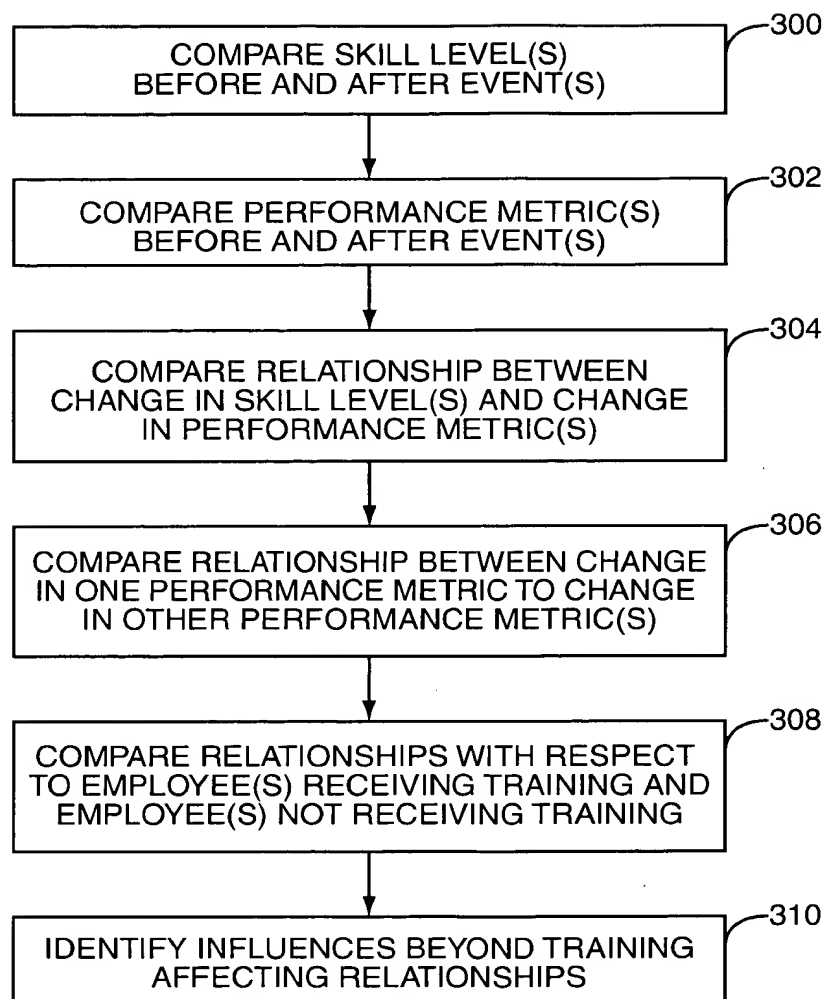 300
COMPARE SKILL LEVEL(S)
BEFORE AND AFTER EVENT(S)
302
COMPARE PERFORMANCE METRIC(S)
BEFORE AND AFTER EVENT(S)
304
COMPARE RELATIONSHIP BETWEEN
CHANGE IN SKILL LEVEL(S) AND CHANGE
IN PERFORMANCE METRIC(S)
306
COMPARE RELATIONSHIP BETWEEN CHANGE
IN ONE PERFORMANCE METRIC TO CHANGE
IN OTHER PERFORMANCE METRIC(S)
308
COMPARE RELATIONSHIPS WITH RESPECT
TO EMPLOYEE(S) RECEIVING TRAINING AND
EMPLOYEE(S) NOT RECEIVING TRAINING
310
IDENTIFY INFLUENCES BEYOND TRAINING
AFFECTING RELATIONSHIPS